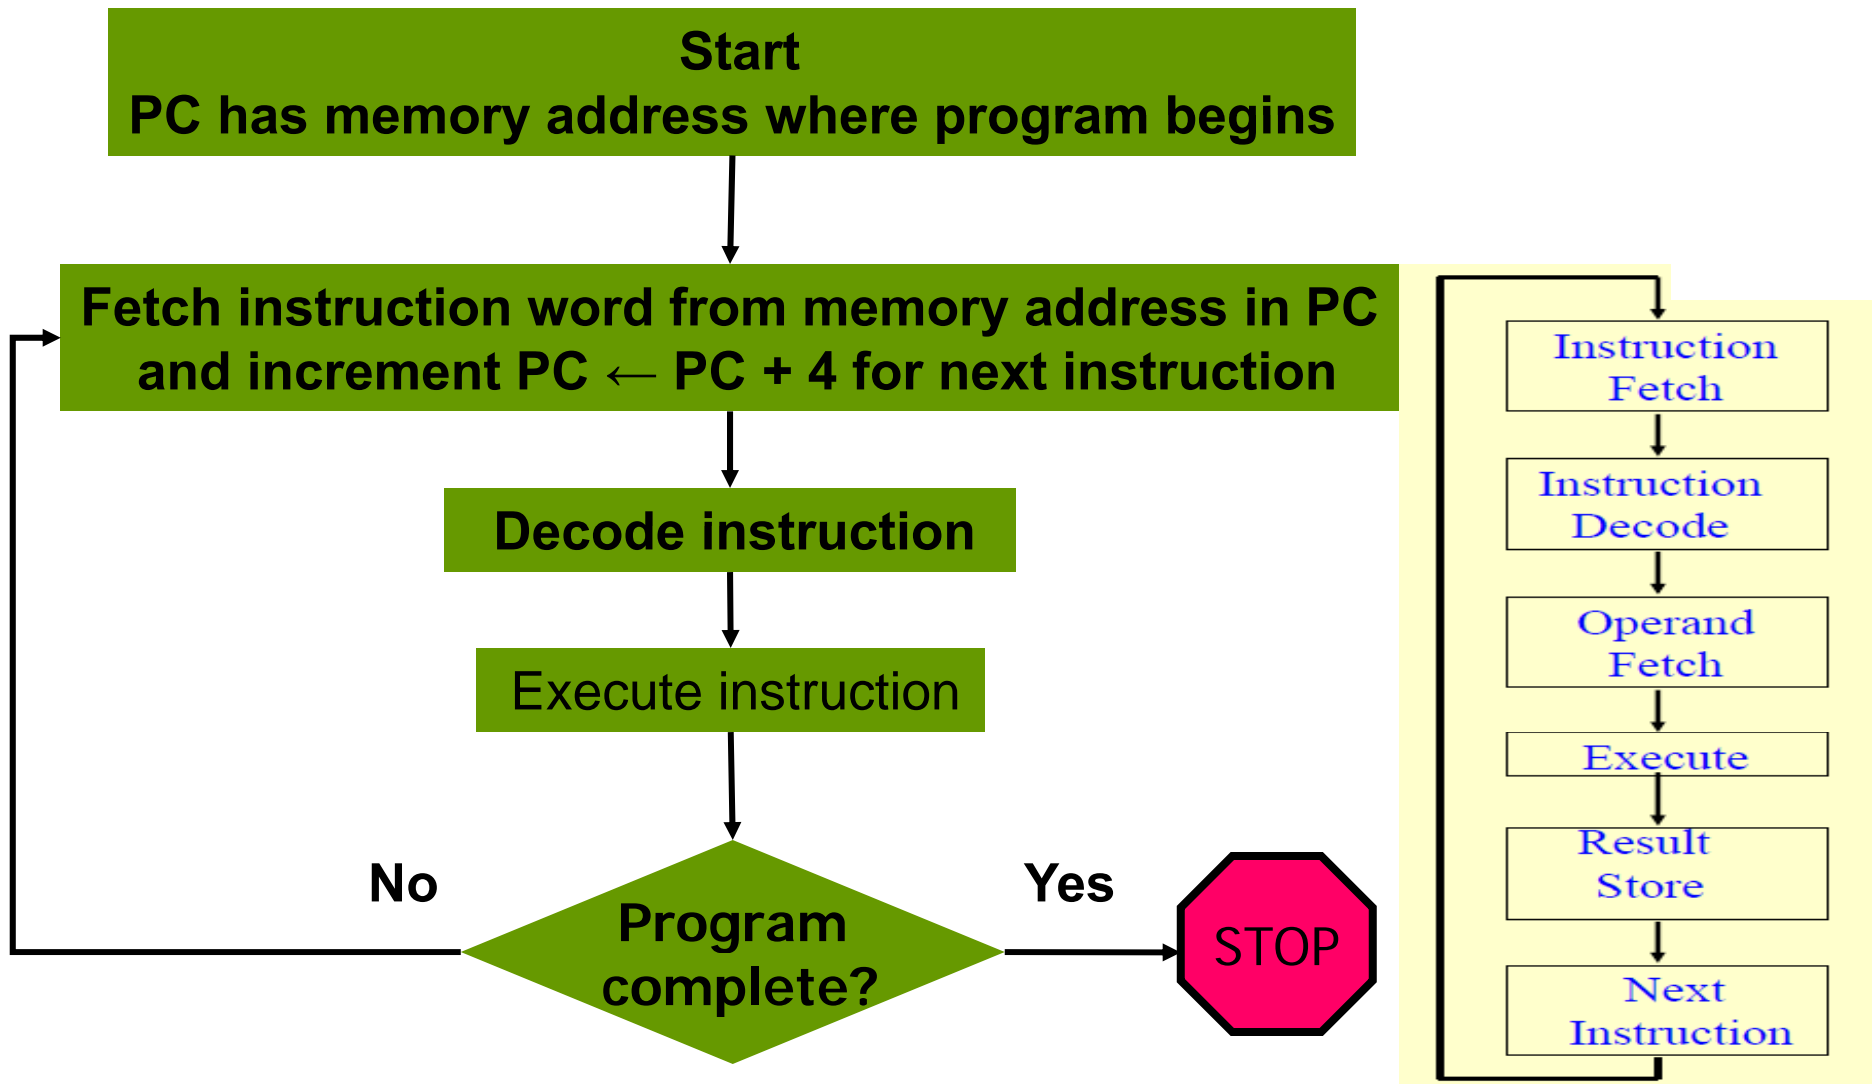 Start
PC has memory address where program begins
Fetch instruction word from memory address in PC
and increment PC ← PC + 4 for next instruction
Decode instruction
Execute instruction
No
Program
complete?
Yes
STOP
Instruction
Fetch
Instruction
Decode
Operand
Fetch
Execute
Result
Store
Next
Instruction